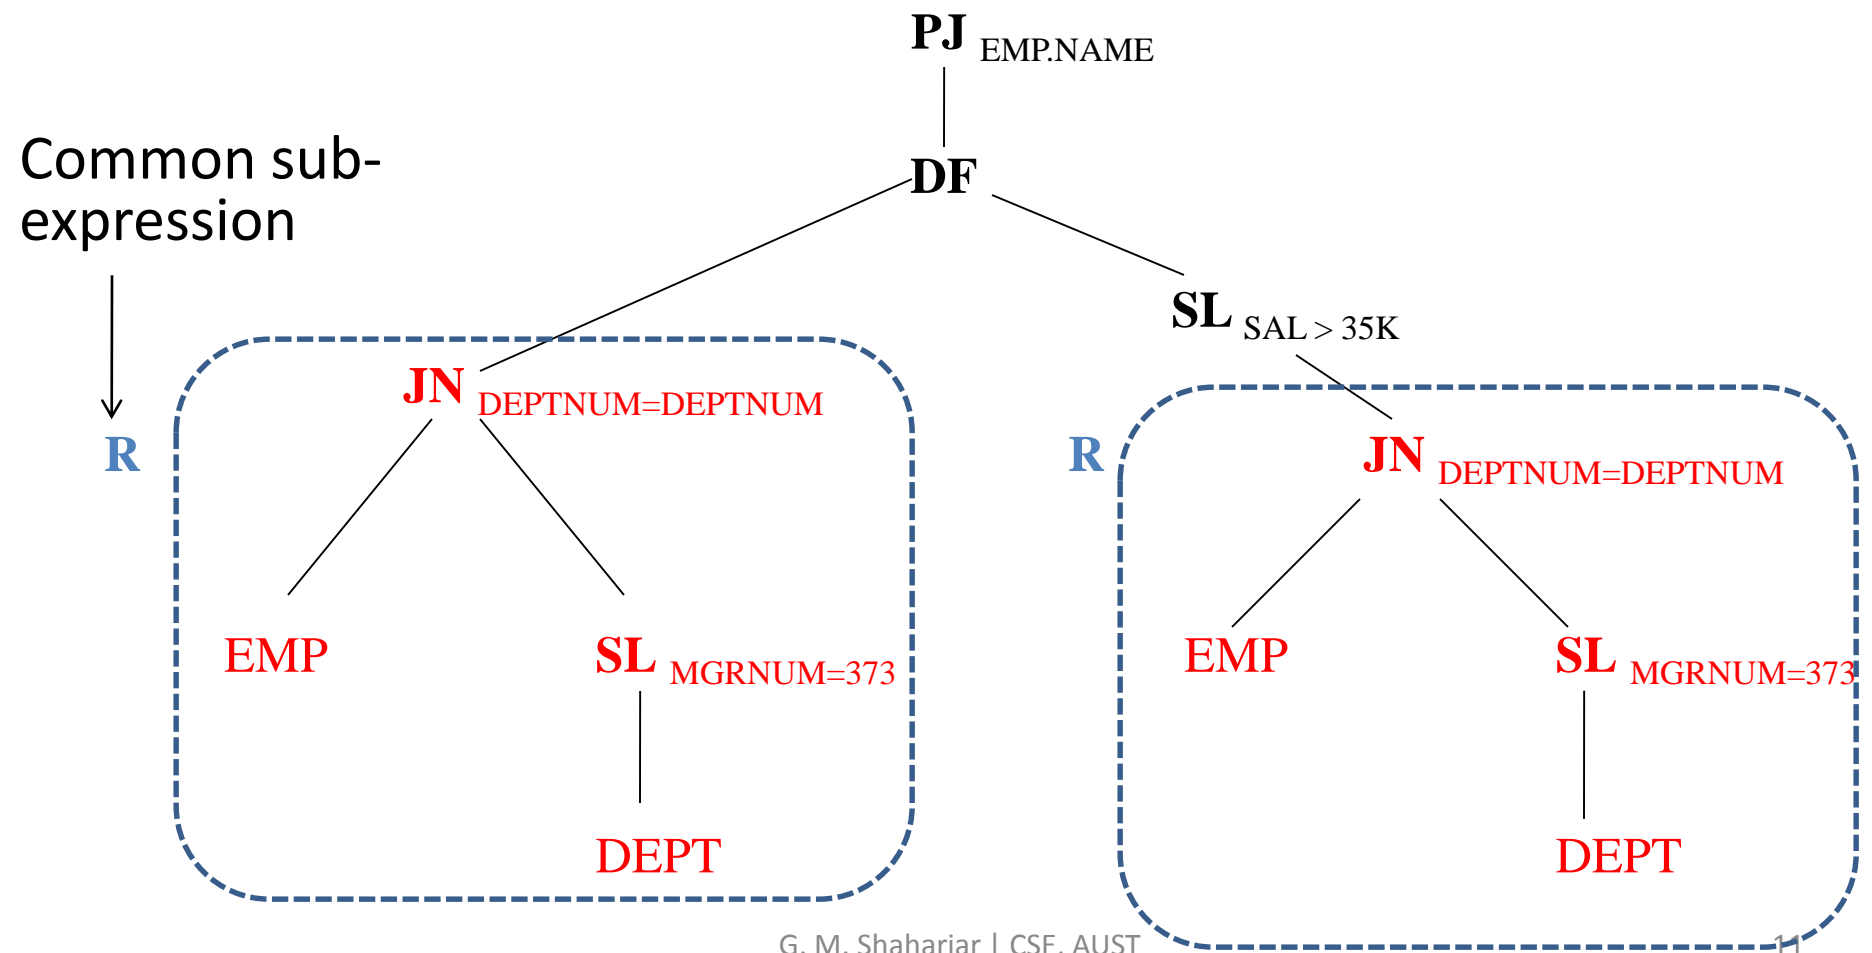 PJ EMP.NAME
Common sub-
expression
DF
SL SAL > 35K
JN DEPTNUM=DEPTNUM
R
R
JN DEPTNUM=DEPTNUM
EMP
SL MGRNUM=373
EMP
SL MGRNUM=373
DEPT
DEPT
G. M. Shahariar | CSE, AUST
11